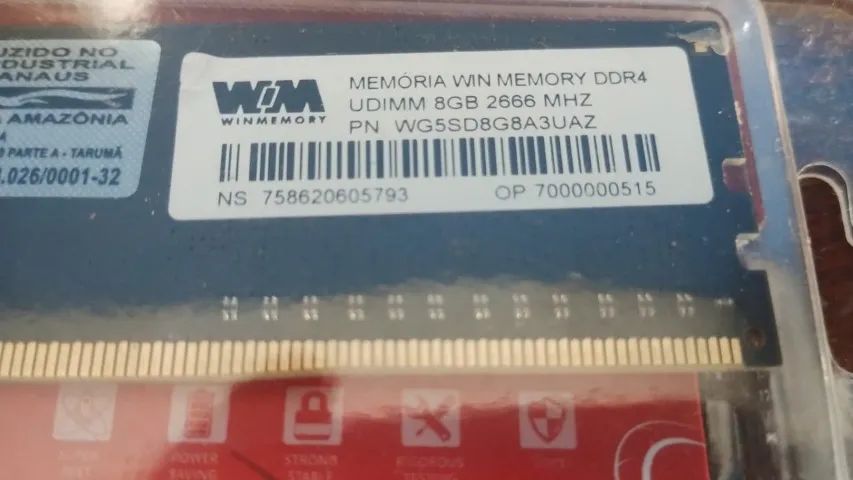 UZIDO NO
DUSTRIAL
ANAUS
AMAZÔNIA
PARTE A - TARUMÃ
.026/0001-32
WM
WINMEMORY
MEMÓRIA WIN MEMORY DDR4
UDIMM 8GB 2666 MHZ
PN WG5SD8G8A3UAZ
NS 758620605793
OP 7000000515
POWER
SAVING
STRONG
STABLE
RIGOROUS